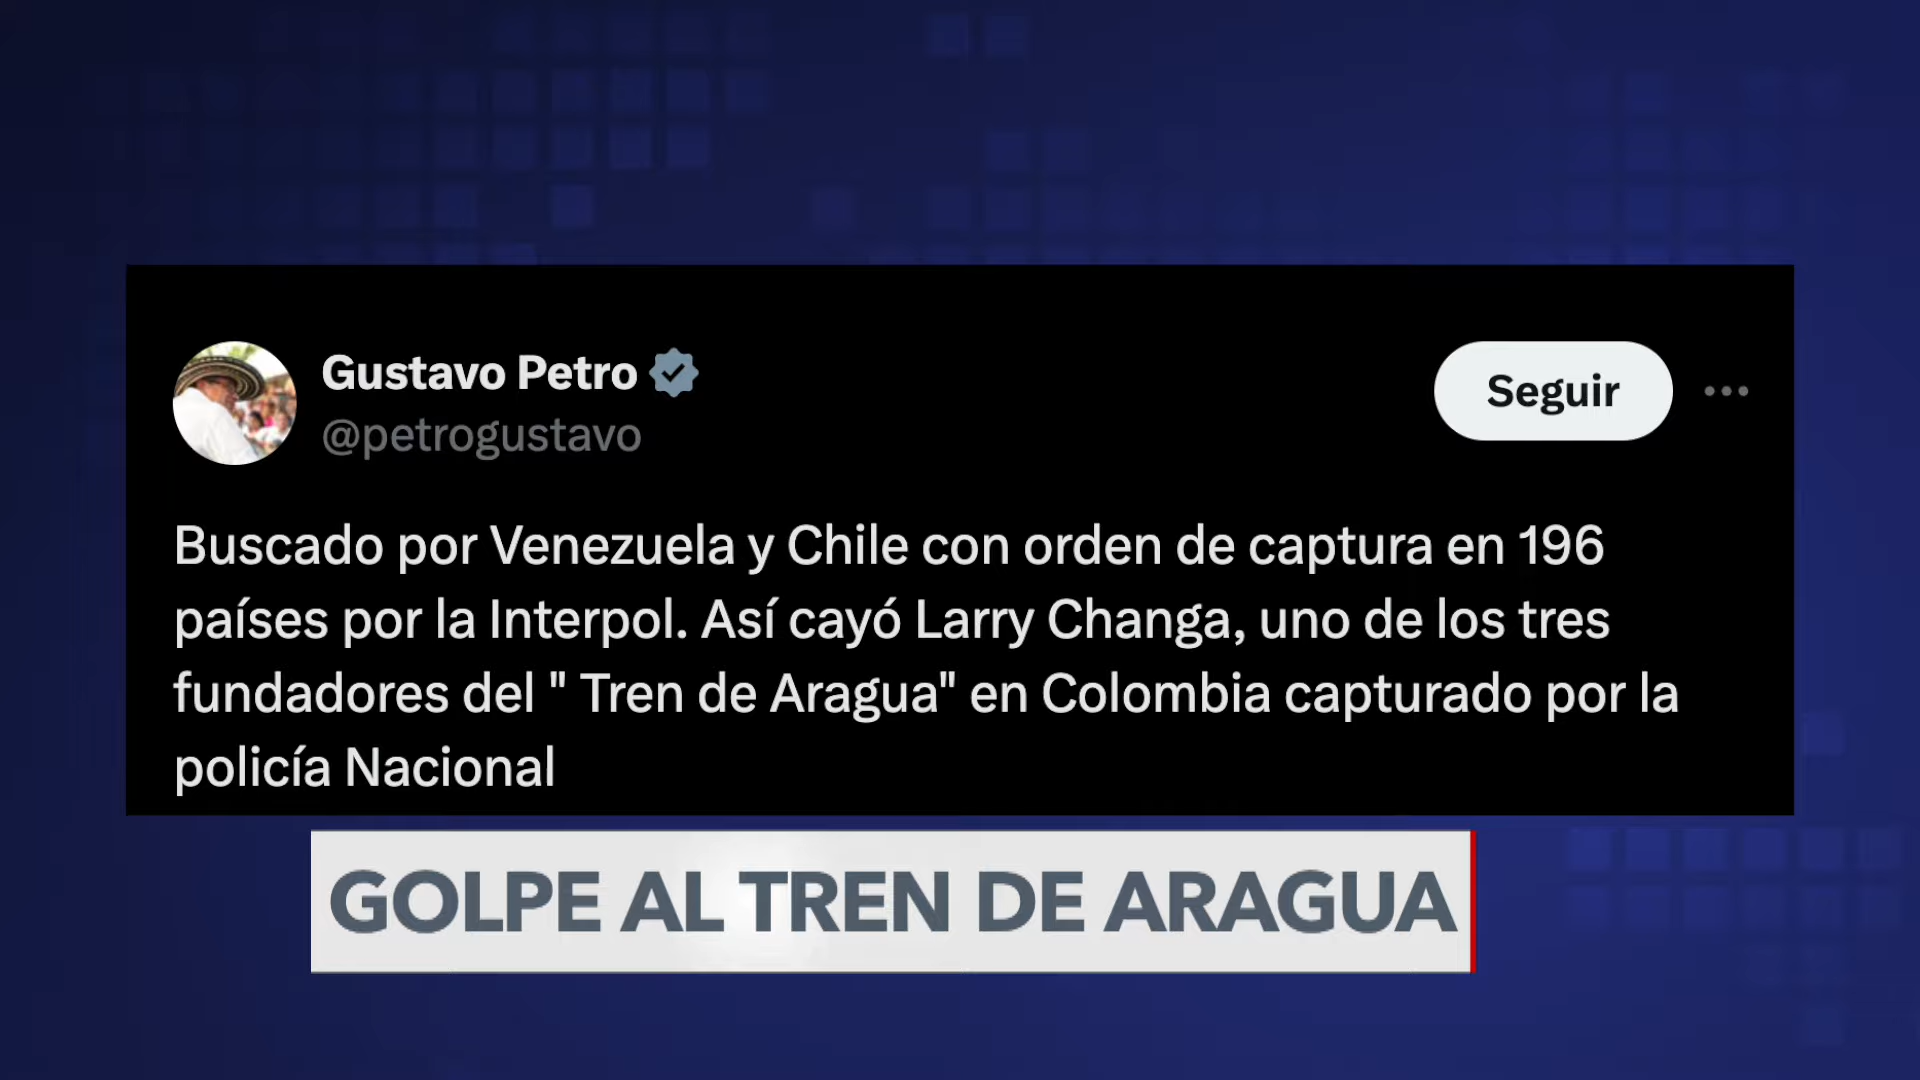 Gustavo Petro
@petrogustavo
Seguir
Buscado por Venezuela y Chile con orden de captura en 196
países por la Interpol. Así cayó Larry Changa, uno de los tres
fundadores del " Tren de Aragua" en Colombia capturado por la
policía Nacional
GOLPE AL TREN DE ARAGUA